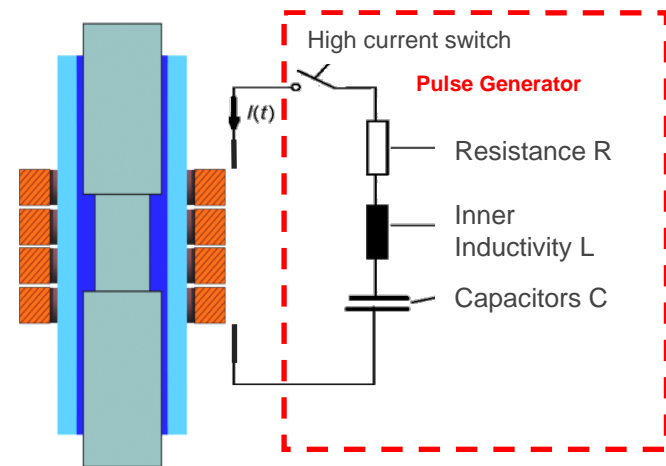 High current switch
Pulse Generator
I(t)
Resistance R
Inner
Inductivity L
Capacitors C